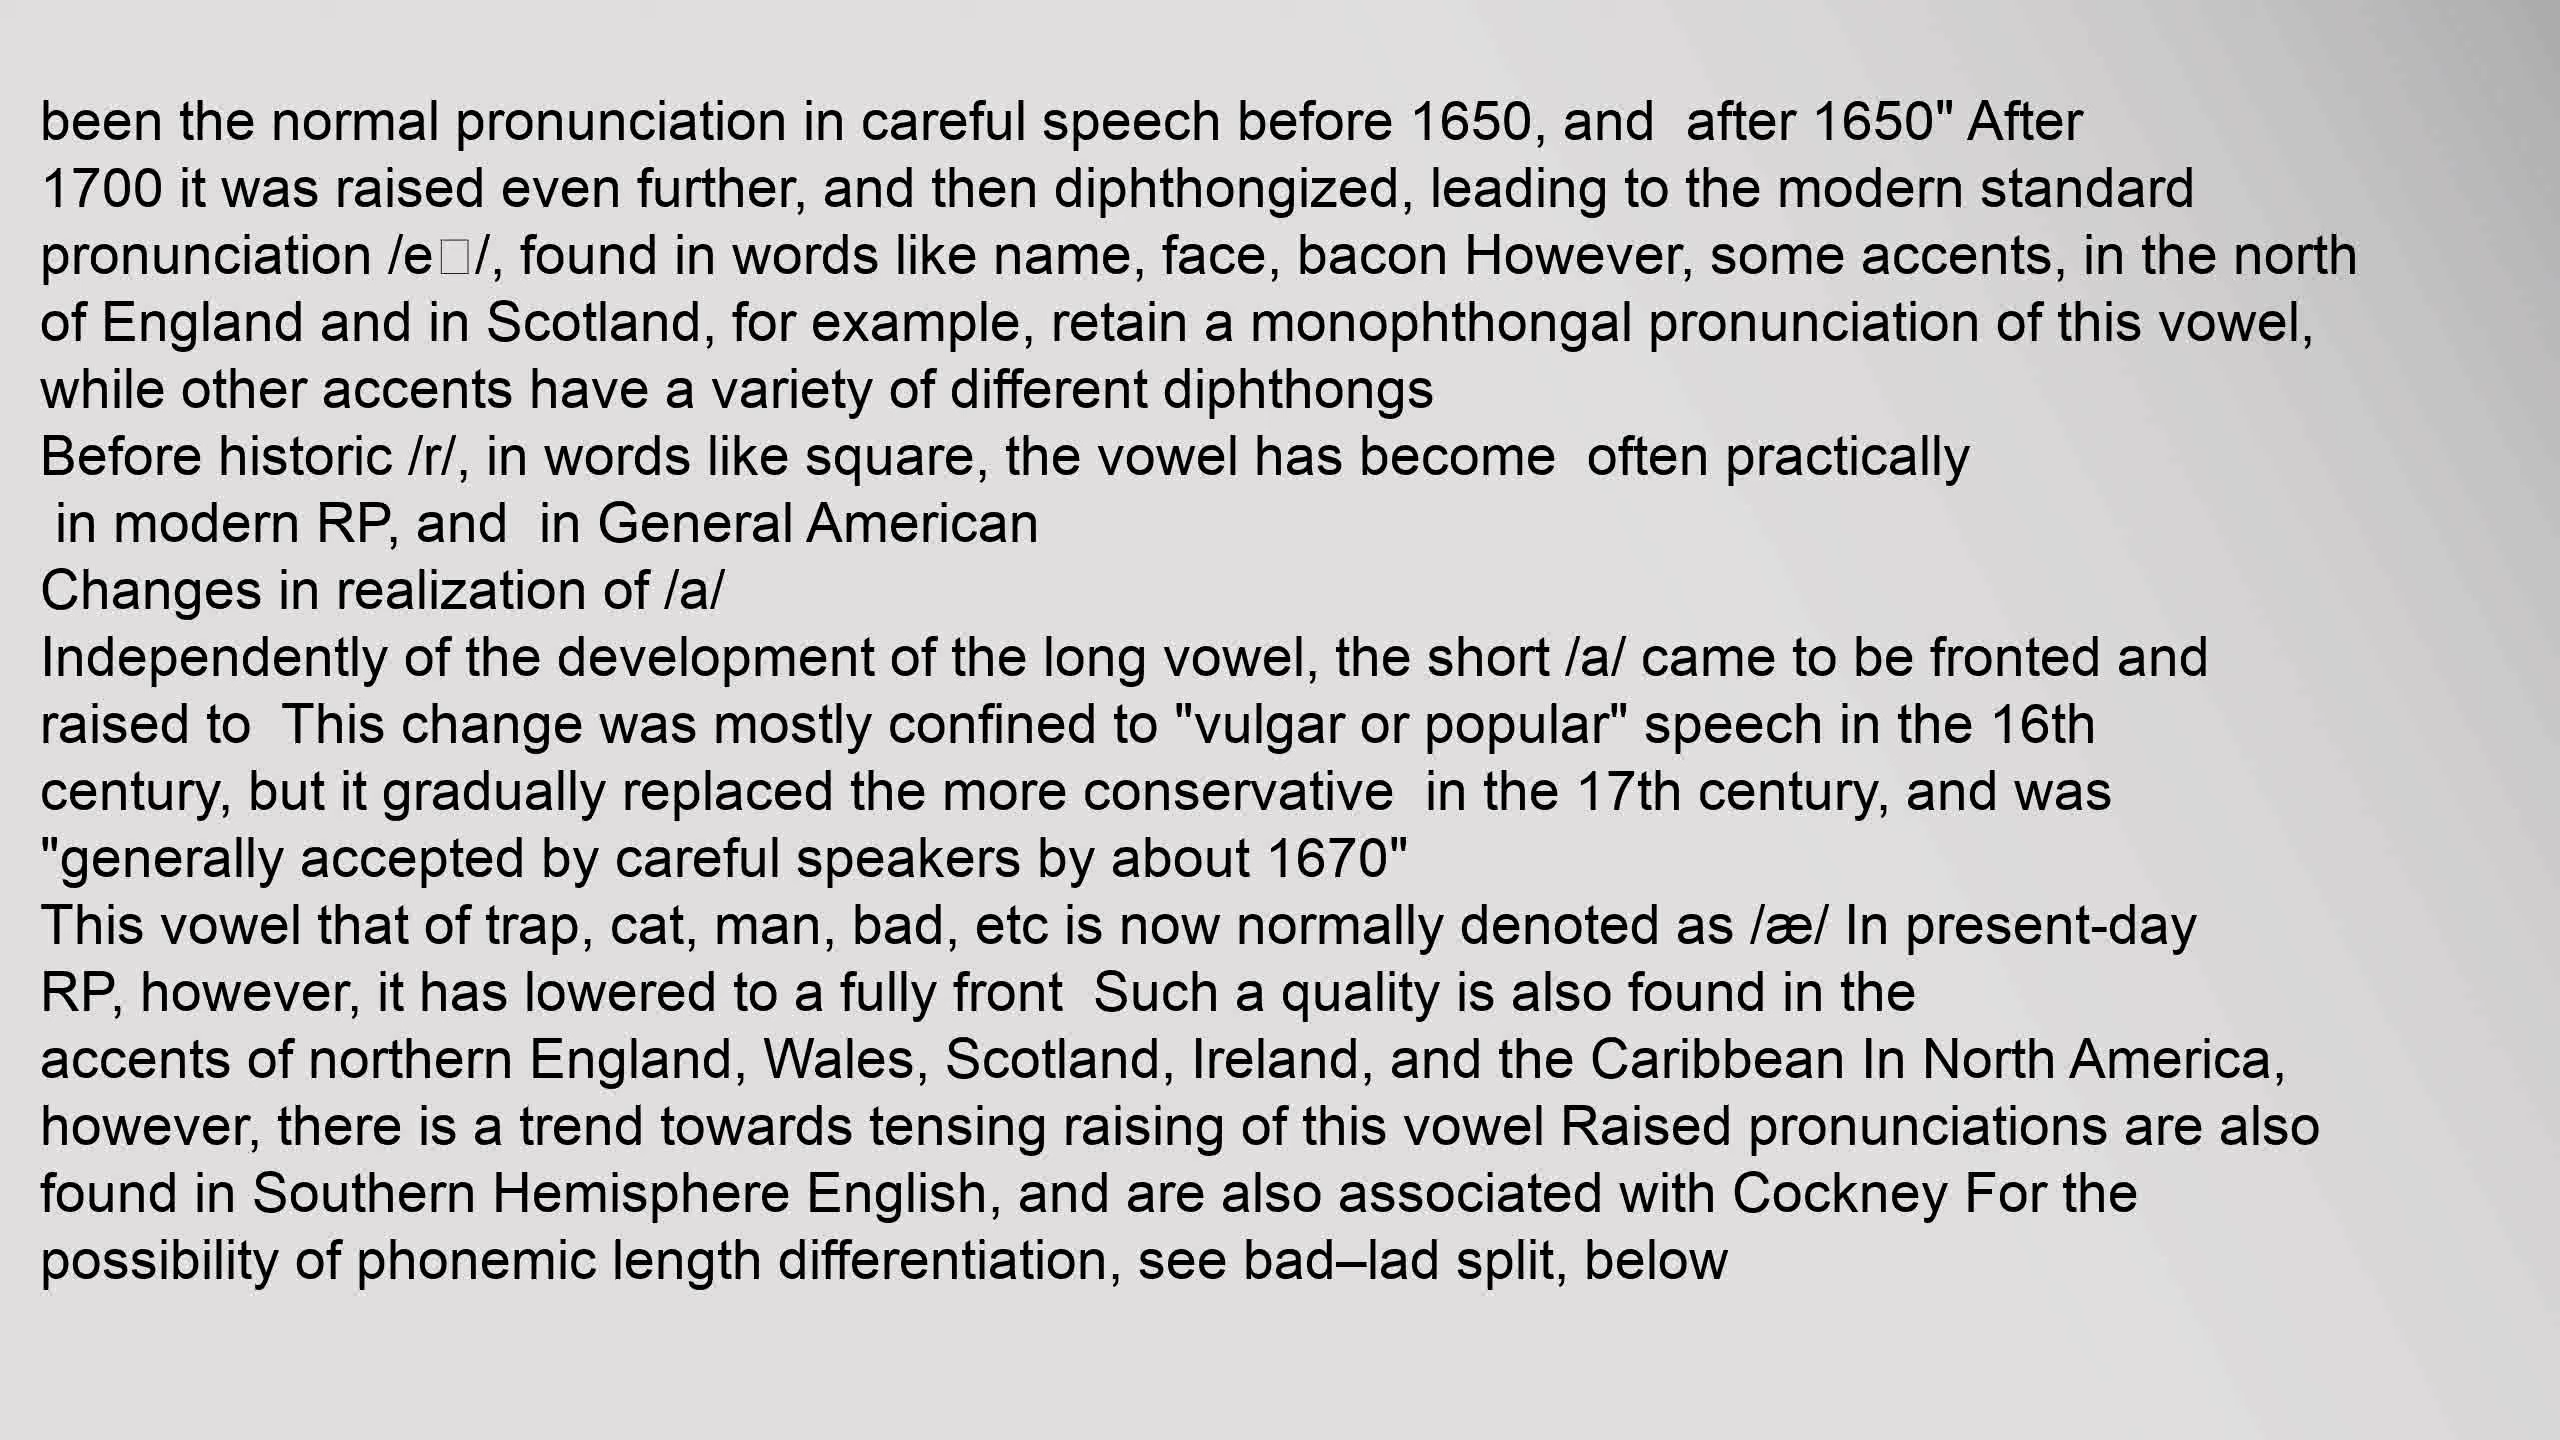 been the normal pronunciation in careful speech before 1650, and  after 1650" After
1700 it was raised even further, and then diphthongized, leading to the modern standard
pronunciation /e□/, found in words like name, face, bacon However, some accents, in the north
of England and in Scotland, for example, retain a monophthongal pronunciation of this vowel,
while other accents have a variety of different diphthongs
Before historic /r/, in words like square, the vowel has become  often practically
 in modern RP, and  in General American
Changes in realization of /a/
Independently of the development of the long vowel, the short /a/ came to be fronted and
raised to  This change was mostly confined to "vulgar or popular" speech in the 16th
century, but it gradually replaced the more conservative  in the 17th century, and was
"generally accepted by careful speakers by about 1670"
This vowel that of trap, cat, man, bad, etc is now normally denoted as /æ/ In present-day
RP, however, it has lowered to a fully front  Such a quality is also found in the
accents of northern England, Wales, Scotland, Ireland, and the Caribbean In North America,
however, there is a trend towards tensing raising of this vowel Raised pronunciations are also
found in Southern Hemisphere English, and are also associated with Cockney For the
possibility of phonemic length differentiation, see bad–lad split, below